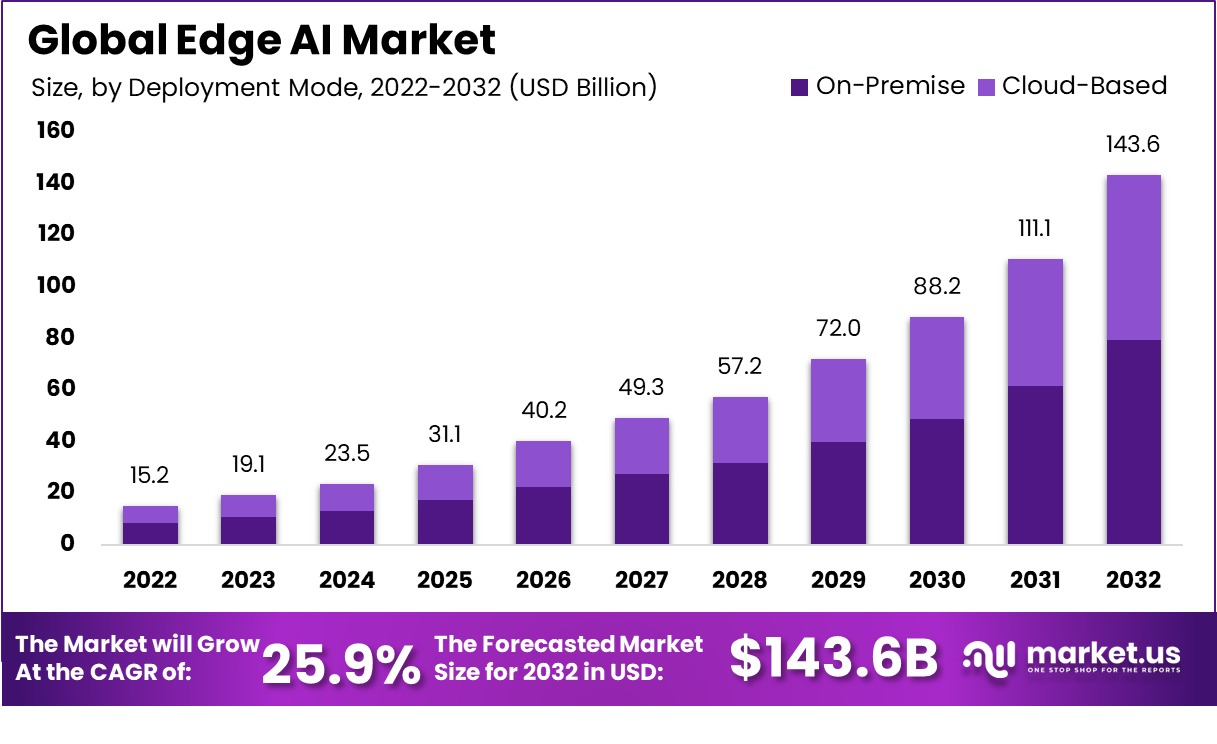 Global Edge AI Market
Size, by Deployment Mode, 2022-2032 (USD Billion)
On-Premise Cloud-Based
160
140
120
100
80
60
40
20
0
15.2
19.1
23.5
31.1
40.2
49.3
57.2
72.0
88.2
111.1
143.6
2022 2023 2024 2025 2026 2027 2028 2029 2030 2031 2032
The Market will Grow
At the CAGR of:
25.9%
The Forecasted Market
Size for 2032 in USD:
$143.6B
market.us
ONE STOP SHOP FOR THE REPORTS